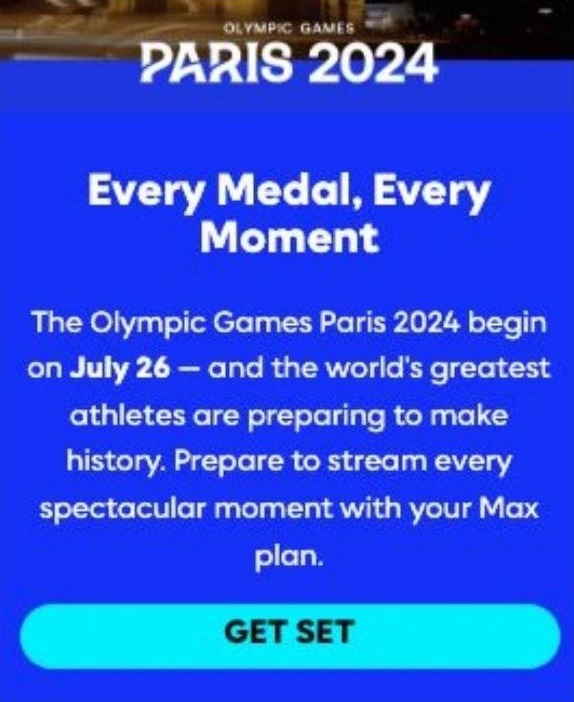 OLYMPIC GAMES
PARIS 2024
Every Medal, Every
Moment
The Olympic Games Paris 2024 begin
on July 26 — and the world's greatest
athletes are preparing to make
history. Prepare to stream every
spectacular moment with your Max
plan.
GET SET